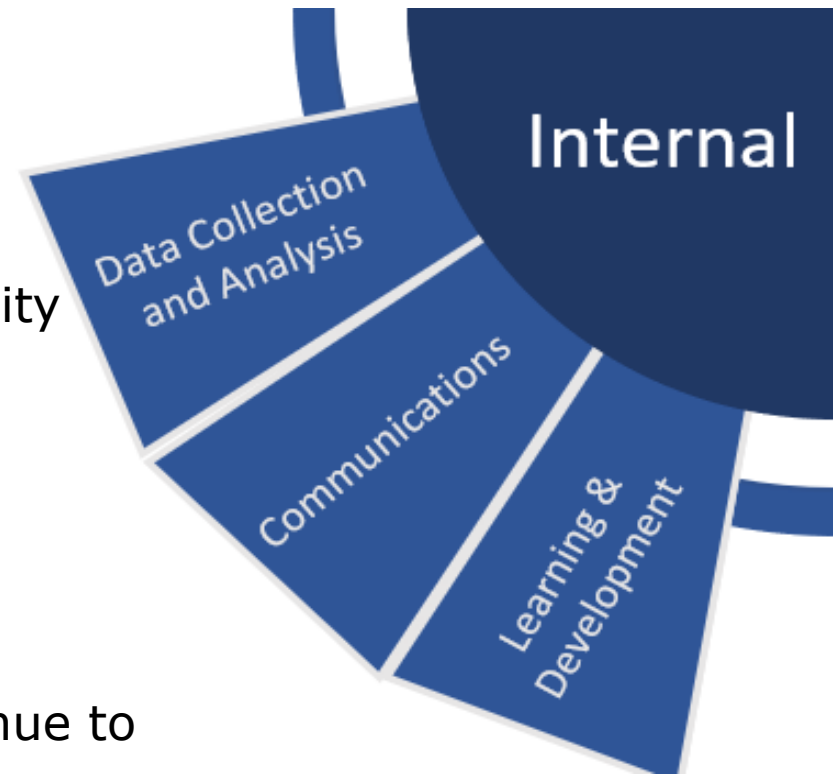 Internal
Data Collection
and Analysis
ity
Communications
Learning &
Development
nue to